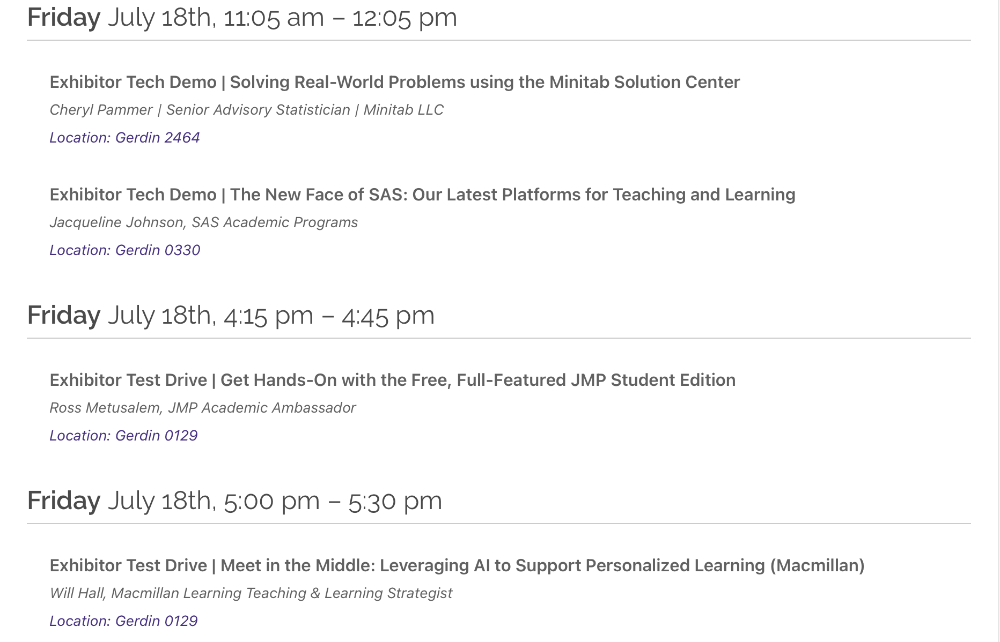 Friday July 18th, 11:05 am – 12:05 pm
Exhibitor Tech Demo | Solving Real-World Problems using the Minitab Solution Center
Cheryl Pammer | Senior Advisory Statistician | Minitab LLC
Location: Gerdin 2464
Exhibitor Tech Demo | The New Face of SAS: Our Latest Platforms for Teaching and Learning
Jacqueline Johnson, SAS Academic Programs
Location: Gerdin 0330
Friday July 18th, 4:15 pm – 4:45 pm
Exhibitor Test Drive | Get Hands-On with the Free, Full-Featured JMP Student Edition
Ross Metusalem, JMP Academic Ambassador
Location: Gerdin 0129
Friday July 18th, 5:00 pm – 5:30 pm
Exhibitor Test Drive | Meet in the Middle: Leveraging AI to Support Personalized Learning (Macmillan)
Will Hall, Macmillan Learning Teaching & Learning Strategist
Location: Gerdin 0129